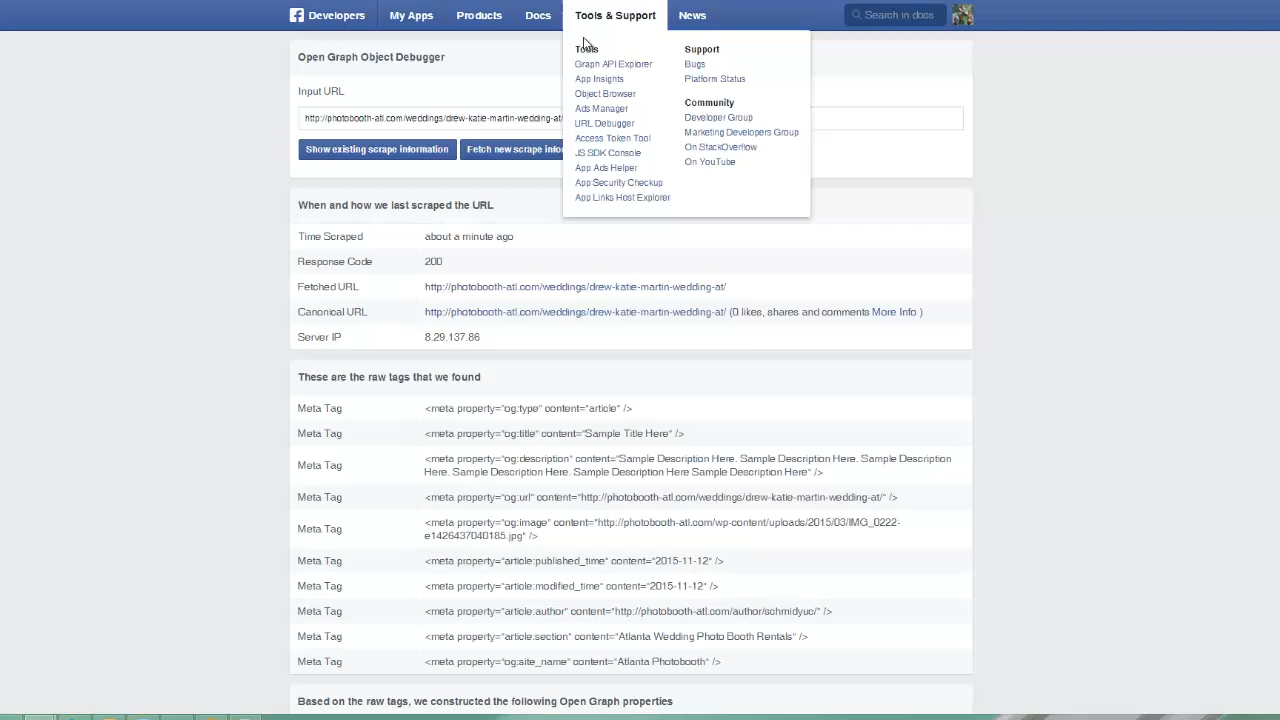 Developers
My Apps
Products
Docs
Tools & Support
News
Search in docs
Tools
Graph API Explorer
App Insights
Object Browser
Ads Manager
URL Debugger
Access Token Tool
JS SDK Console
App Ads Helper
App Security Checkup
App Links Host Explorer
Support
Bugs
Platform Status
Community
Developer Group
Marketing Developers Group
On StackOverflow
On YouTube
Open Graph Object Debugger
Input URL
http://photobooth-atl.com/weddings/drew-katie-martin-wedding-at/
Show existing scrape information
Fetch new scrape infor
When and how we last scraped the URL
Time Scraped about a minute ago
Response Code 200
Fetched URL http://photobooth-atl.com/weddings/drew-katie-martin-wedding-at/
Canonical URL http://photobooth-atl.com/weddings/drew-katie-martin-wedding-at/ (0 likes, shares and comments More Info )
Server IP 8.29.137.86
These are the raw tags that we found
Meta Tag <meta property="og:type" content="article" />
Meta Tag <meta property="og:title" content="Sample Title Here" />
Meta Tag <meta property="og:description" content="Sample Description Here. Sample Description Here. Sample Description
Here. Sample Description Here. Sample Description Here Sample Description Here" />
Meta Tag <meta property="og:url" content="http://photobooth-atl.com/weddings/drew-katie-martin-wedding-at/" />
Meta Tag <meta property="og:image" content="http://photobooth-atl.com/wp-content/uploads/2015/03/IMG_0222-
e1426437040185.jpg" />
Meta Tag <meta property="article:published_time" content="2015-11-12" />
Meta Tag <meta property="article:modified_time" content="2015-11-12" />
Meta Tag <meta property="article:author" content="http://photobooth-atl.com/author/schmidyuc/" />
Meta Tag <meta property="article:section" content="Atlanta Wedding Photo Booth Rentals" />
Meta Tag <meta property="og:site_name" content="Atlanta Photobooth" />
Based on the raw tags, we constructed the following Open Graph properties